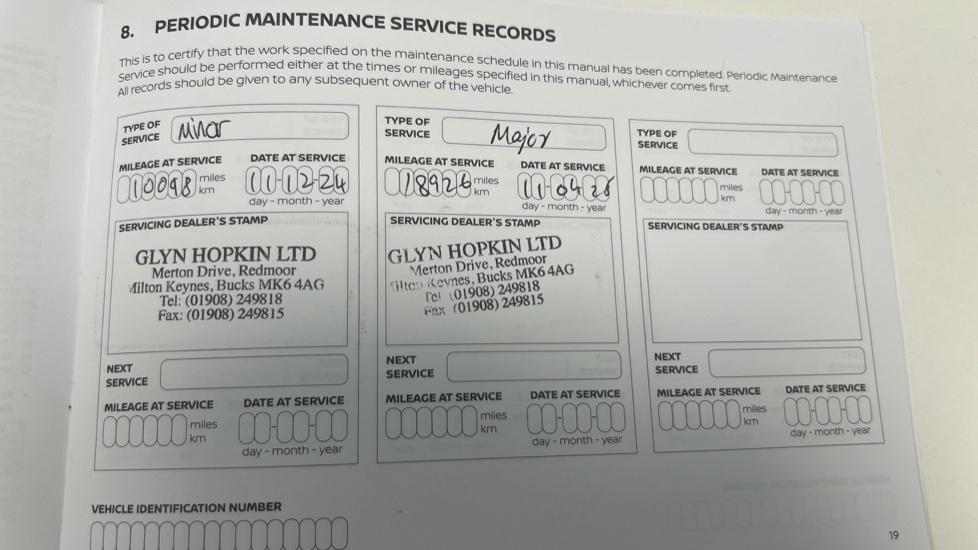 8. PERIODIC MAINTENANCE SERVICE RECORDS
This is to certify that the work specified on the maintenance schedule in this manual has been completed. Periodic Maintenance
Service should be performed either at the times or mileages specified in this manual, whichever comes first.
All records should be given to any subsequent owner of the vehicle.
TYPE OF
SERVICE
Minor
MILEAGE AT SERVICE
10098 miles
km
DATE AT SERVICE
11-12-24
day - month - year
SERVICING DEALER'S STAMP
GLYN HOPKIN LTD
Merton Drive, Redmoor
Milton Keynes, Bucks MK6 4AG
Tel: (01908) 249818
Fax: (01908) 249815
NEXT
SERVICE
MILEAGE AT SERVICE
miles
km
DATE AT SERVICE
day - month - year
TYPE OF
SERVICE
Major
MILEAGE AT SERVICE
18926 miles
km
DATE AT SERVICE
11-04-
day - month - year
SERVICING DEALER'S STAMP
GLYN HOPKIN LTD
Merton Drive, Redmoor
Milton Keynes, Bucks MK6 4AG
Tel (01908) 249818
Fax (01908) 249815
NEXT
SERVICE
MILEAGE AT SERVICE
miles
km
DATE AT SERVICE
day - month - year
TYPE OF
SERVICE
MILEAGE AT SERVICE
miles
km
DATE AT SERVICE
day - month - year
SERVICING DEALER'S STAMP
NEXT
SERVICE
MILEAGE AT SERVICE
miles
km
DATE AT SERVICE
day - month - year
VEHICLE IDENTIFICATION NUMBER
19